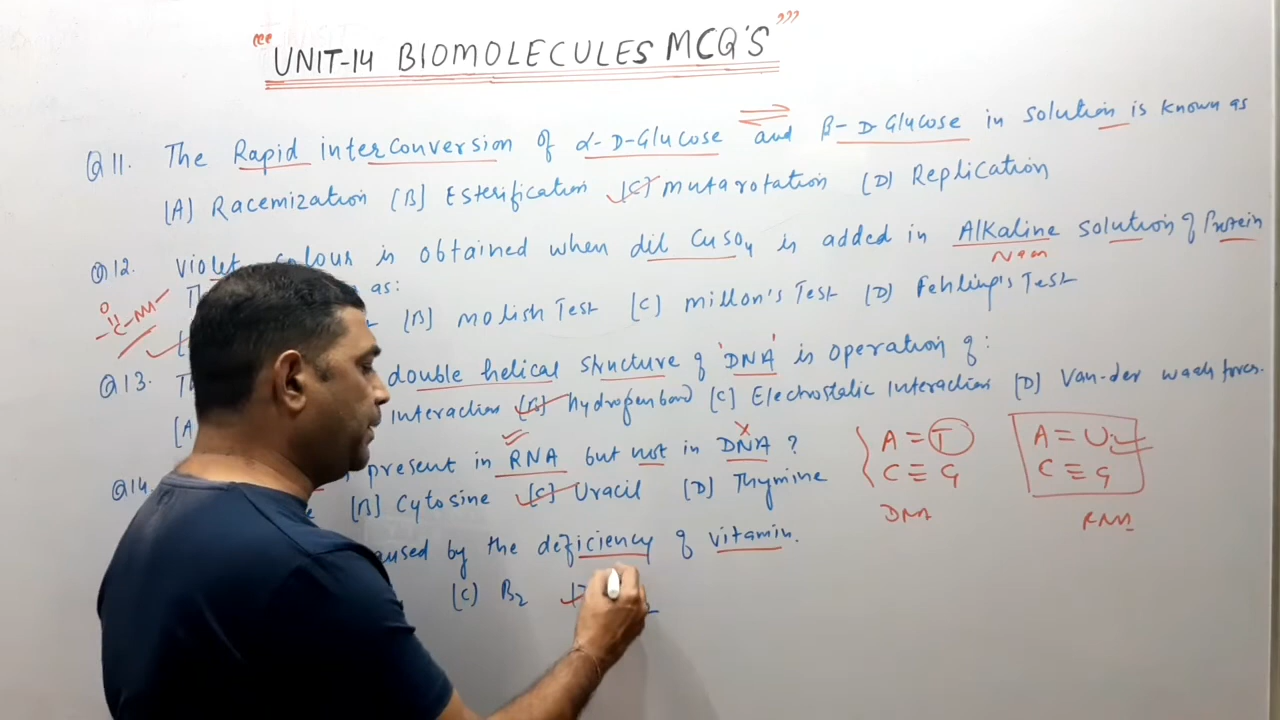 "UNIT-14 BIOMOLECULES MCQ'S"
Q11. The Rapid interconversion of α-D-Glucose ⇌ and β-D Glucose in solution is known as
(A) Racemization (B) Esterification (C) mutarotation (D) Replication
Q12. violet colour is obtained when dil CuSO4 is added in Alkaline solution of Protein
NaOH
as:
O
-C-NH-
(B) molish Test (C) millon's Test (D) Fehling's Test
Q13. double helical structure of 'DNA' is operation of:
(A) Interaction (B) hydrogen bond (C) Electrostatic Interaction (D) Van-der waals forces.
Q14. present in RNA but not in DNA?
(B) Cytosine (C) Uracil (D) Thymine
A=T
C≡G
DNA
A=U
C≡G
RNA
caused by the deficiency of vitamin.
(C) B2